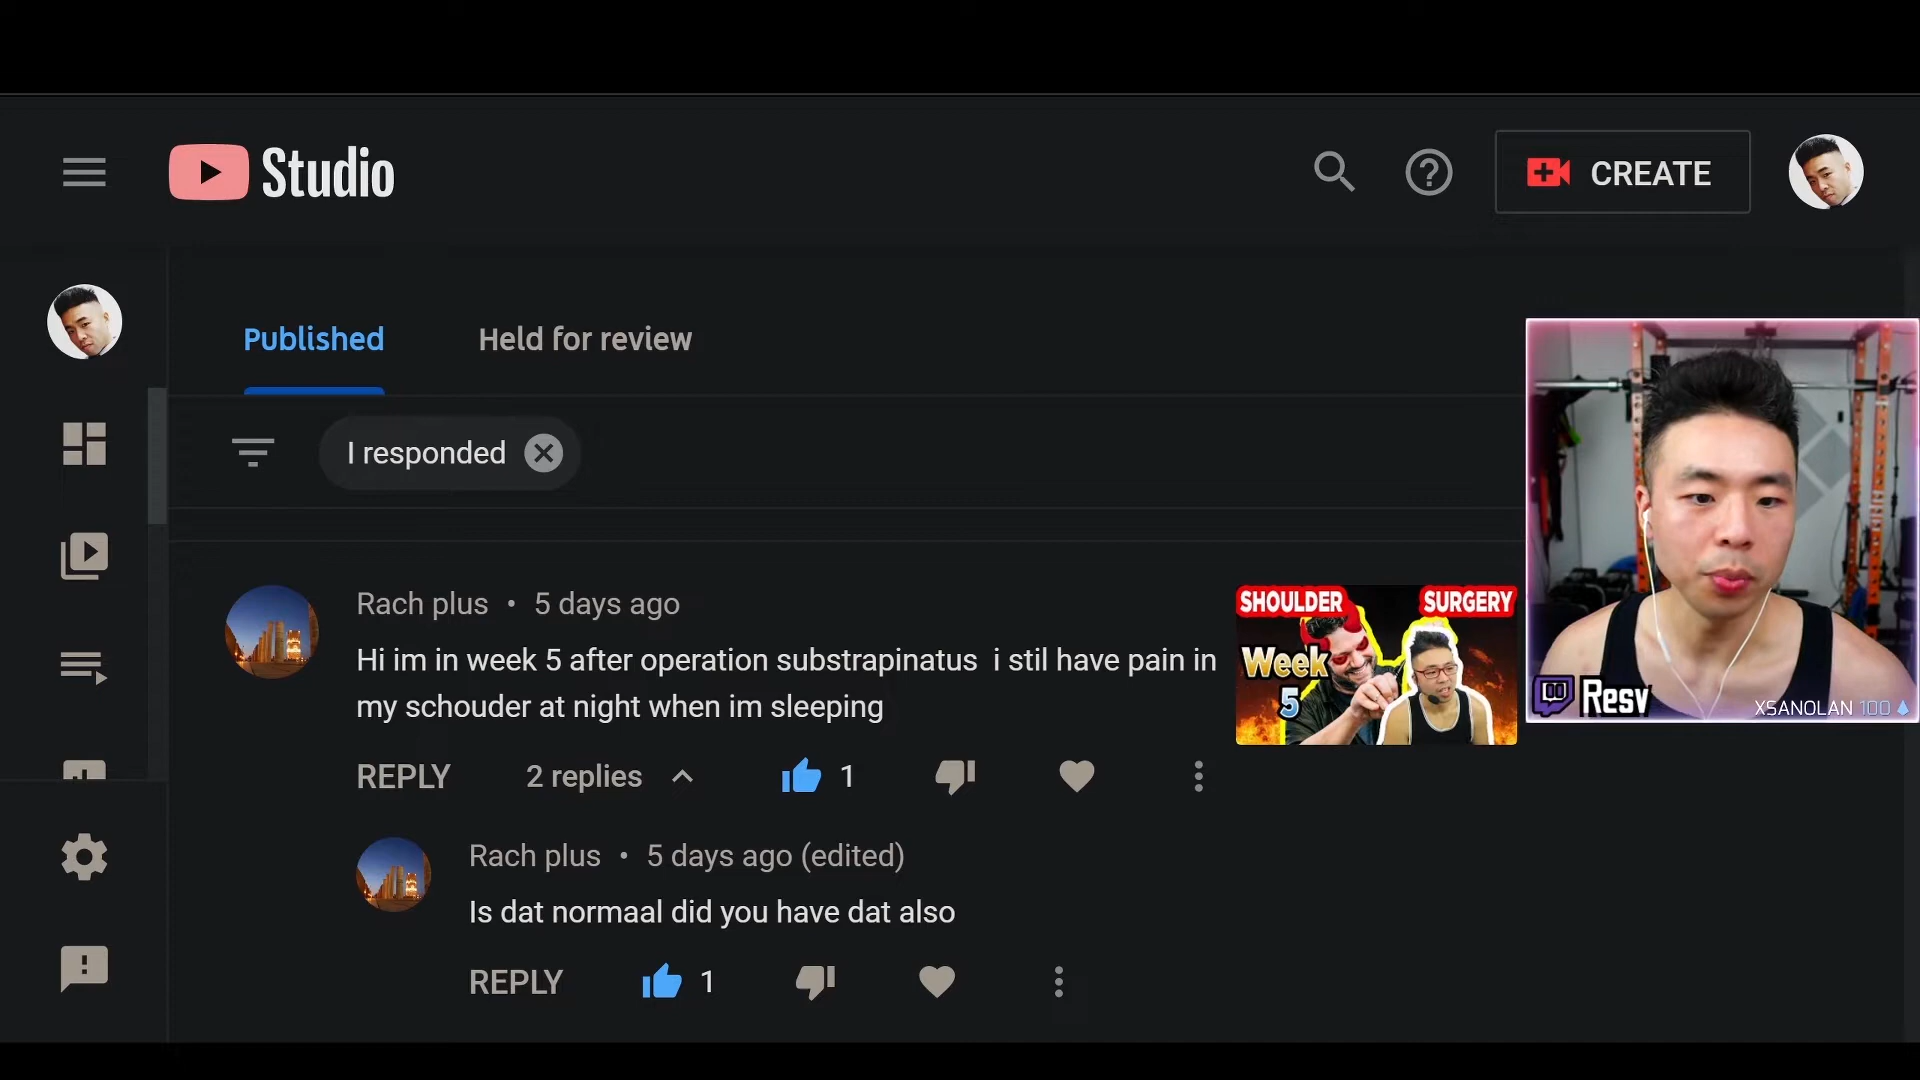 Studio
CREATE
Published
Held for review
I responded
Rach plus • 5 days ago
Hi im in week 5 after operation substrapinatus i stil have pain in
my schouder at night when im sleeping
SHOULDER SURGERY
Week
5
REPLY
2 replies
1
Rach plus • 5 days ago (edited)
Is dat normaal did you have dat also
REPLY
1
Resv
XSANOLAN 100